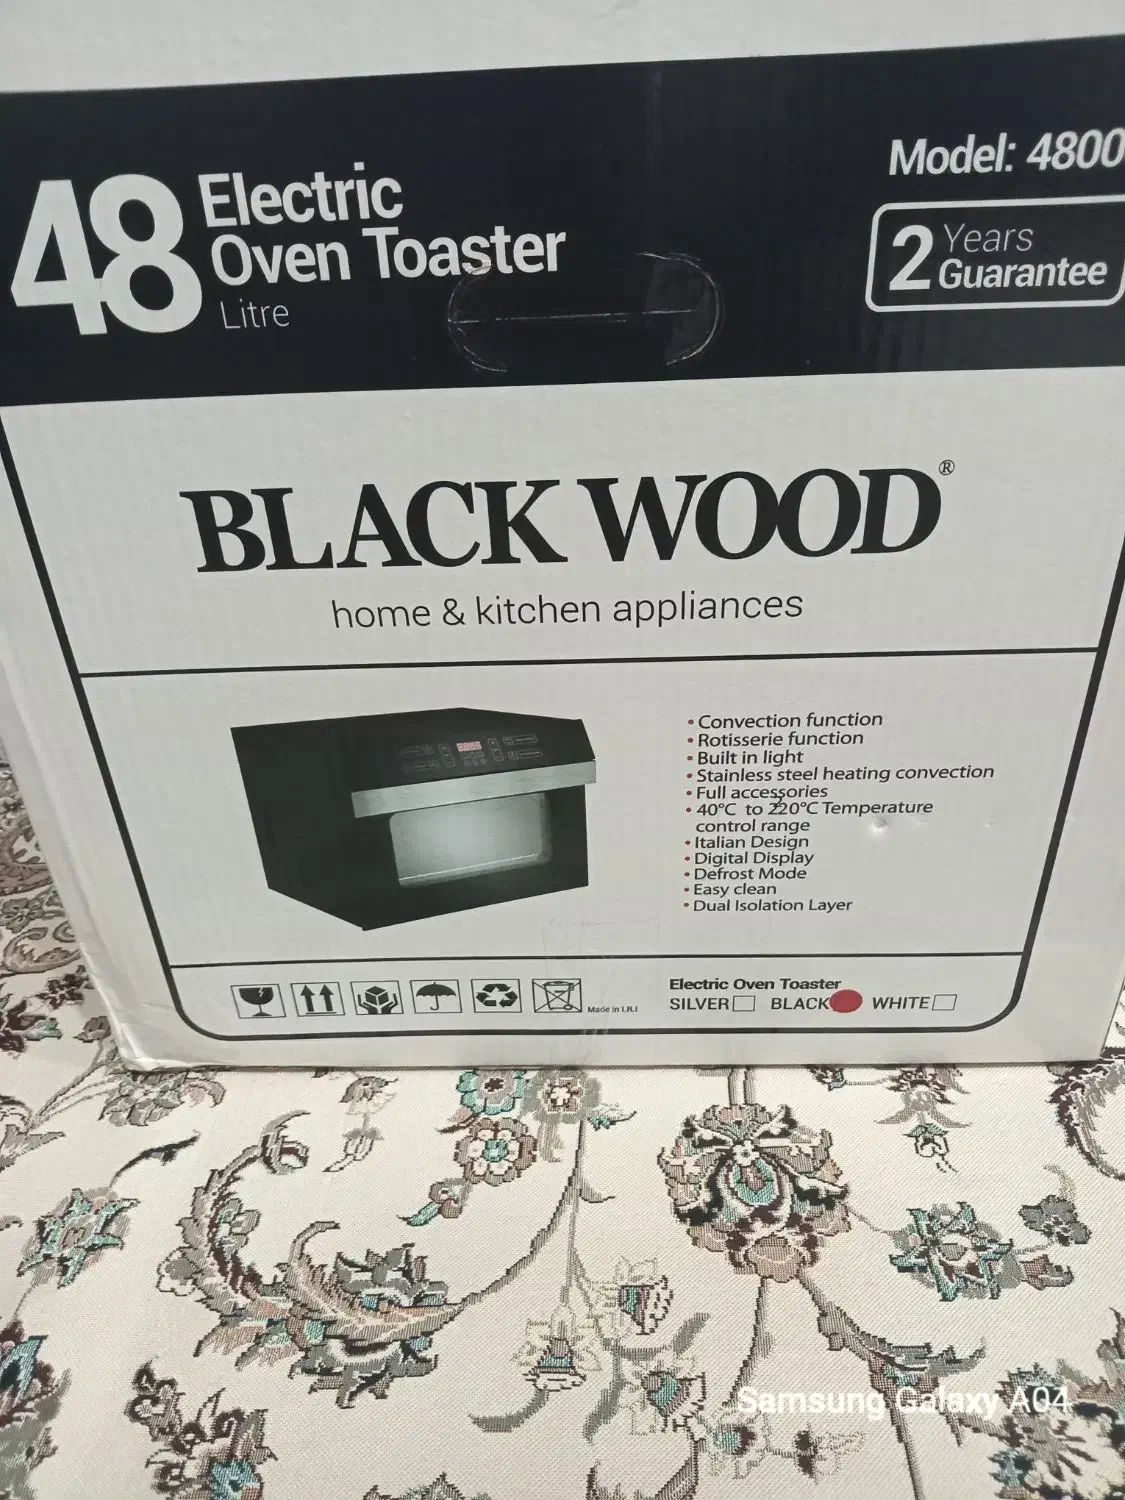 48
Electric
Oven Toaster
Litre
Model: 4800
2 Years
Guarantee
BLACK WOOD®
home & kitchen appliances
• Convection function
• Rotisserie function
• Built in light
• Stainless steel heating convection
• Full accessories
• 40°C to 220°C Temperature
control range
• Italian Design
• Digital Display
• Defrost Mode
• Easy clean
• Dual Isolation Layer
Made in I.R.I
Electric Oven Toaster
SILVER BLACK WHITE
Samsung Galaxy A04